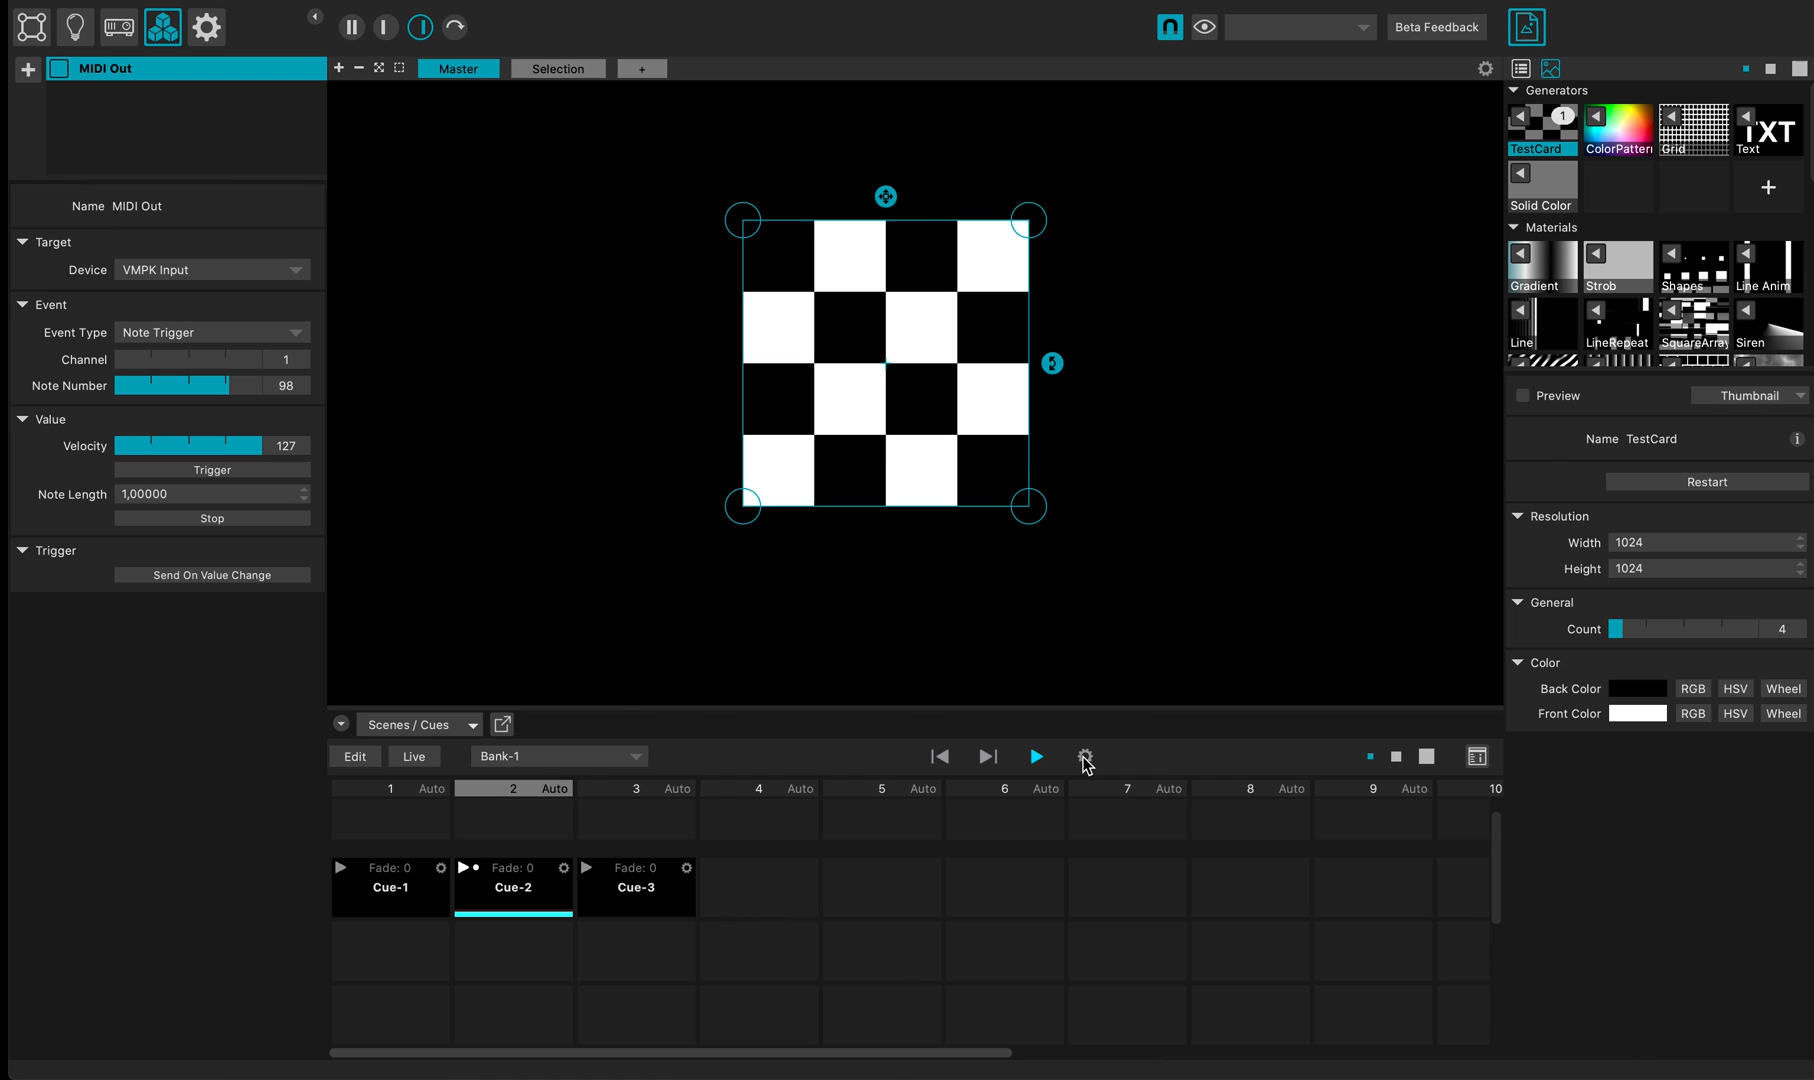 Beta Feedback
MIDI Out
Master
Selection
+
Name MIDI Out
Target
Device VMPK Input
Event
Event Type Note Trigger
Channel 1
Note Number 98
Value
Velocity 127
Trigger
Note Length 1,00000
Stop
Trigger
Send On Value Change
Generators
1
TestCard ColorPattern Grid Text
TXT
Solid Color
+
Materials
Gradient Strob Shapes Line Anim
Line LineRepeat SquareArray Siren
Preview Thumbnail
Name TestCard
Restart
Resolution
Width 1024
Height 1024
General
Count 4
Color
Back Color RGB HSV Wheel
Front Color RGB HSV Wheel
Scenes / Cues
Edit Live Bank-1
1 Auto 2 Auto 3 Auto 4 Auto 5 Auto 6 Auto 7 Auto 8 Auto 9 Auto 10
Fade: 0 Fade: 0 Fade: 0
Cue-1 Cue-2 Cue-3